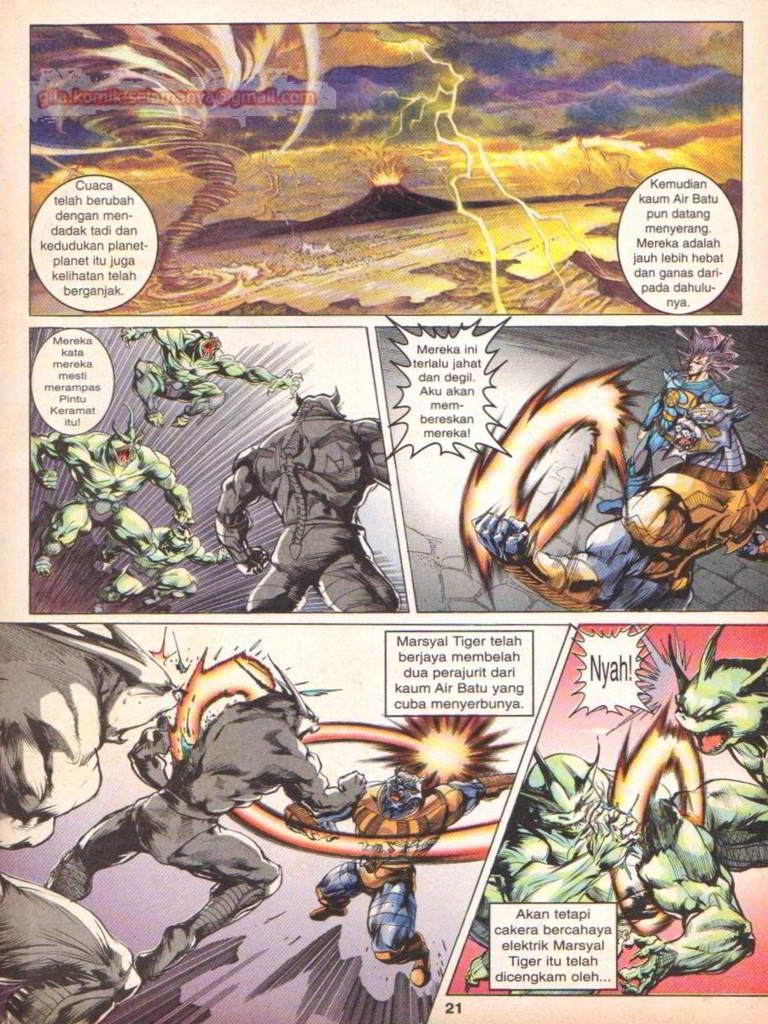 gila.komik.selamanya@gmail.com
Cuaca
telah berubah
dengan men-
dadak tadi dan
kedudukan planet-
planet itu juga
kelihatan telah
berganjak.
Kemudian
kaum Air Batu
pun datang
menyerang.
Mereka adalah
jauh lebih hebat
dan ganas dari-
pada dahulu-
nya.
Mereka
kata
mereka
mesti
merampas
Pintu
Keramat
itu!
Mereka ini
terlalu jahat
dan degil.
Aku akan
mem-
bereskan
mereka!
Marsyal Tiger telah
berjaya membelah
dua perajurit dari
kaum Air Batu yang
cuba menyerbunya.
Nyah!
Akan tetapi
cakera bercahaya
elektrik Marsyal
Tiger itu telah
dicengkam oleh...
21